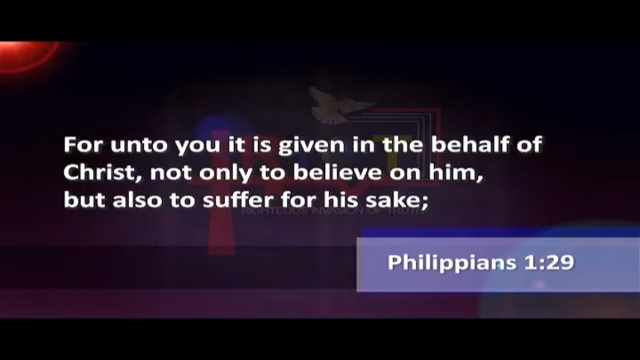 For unto you it is given in the behalf of
Christ, not only to believe on him,
but also to suffer for his sake;
RIGHTEOUS INVASION OF TRUTH
Philippians 1:29